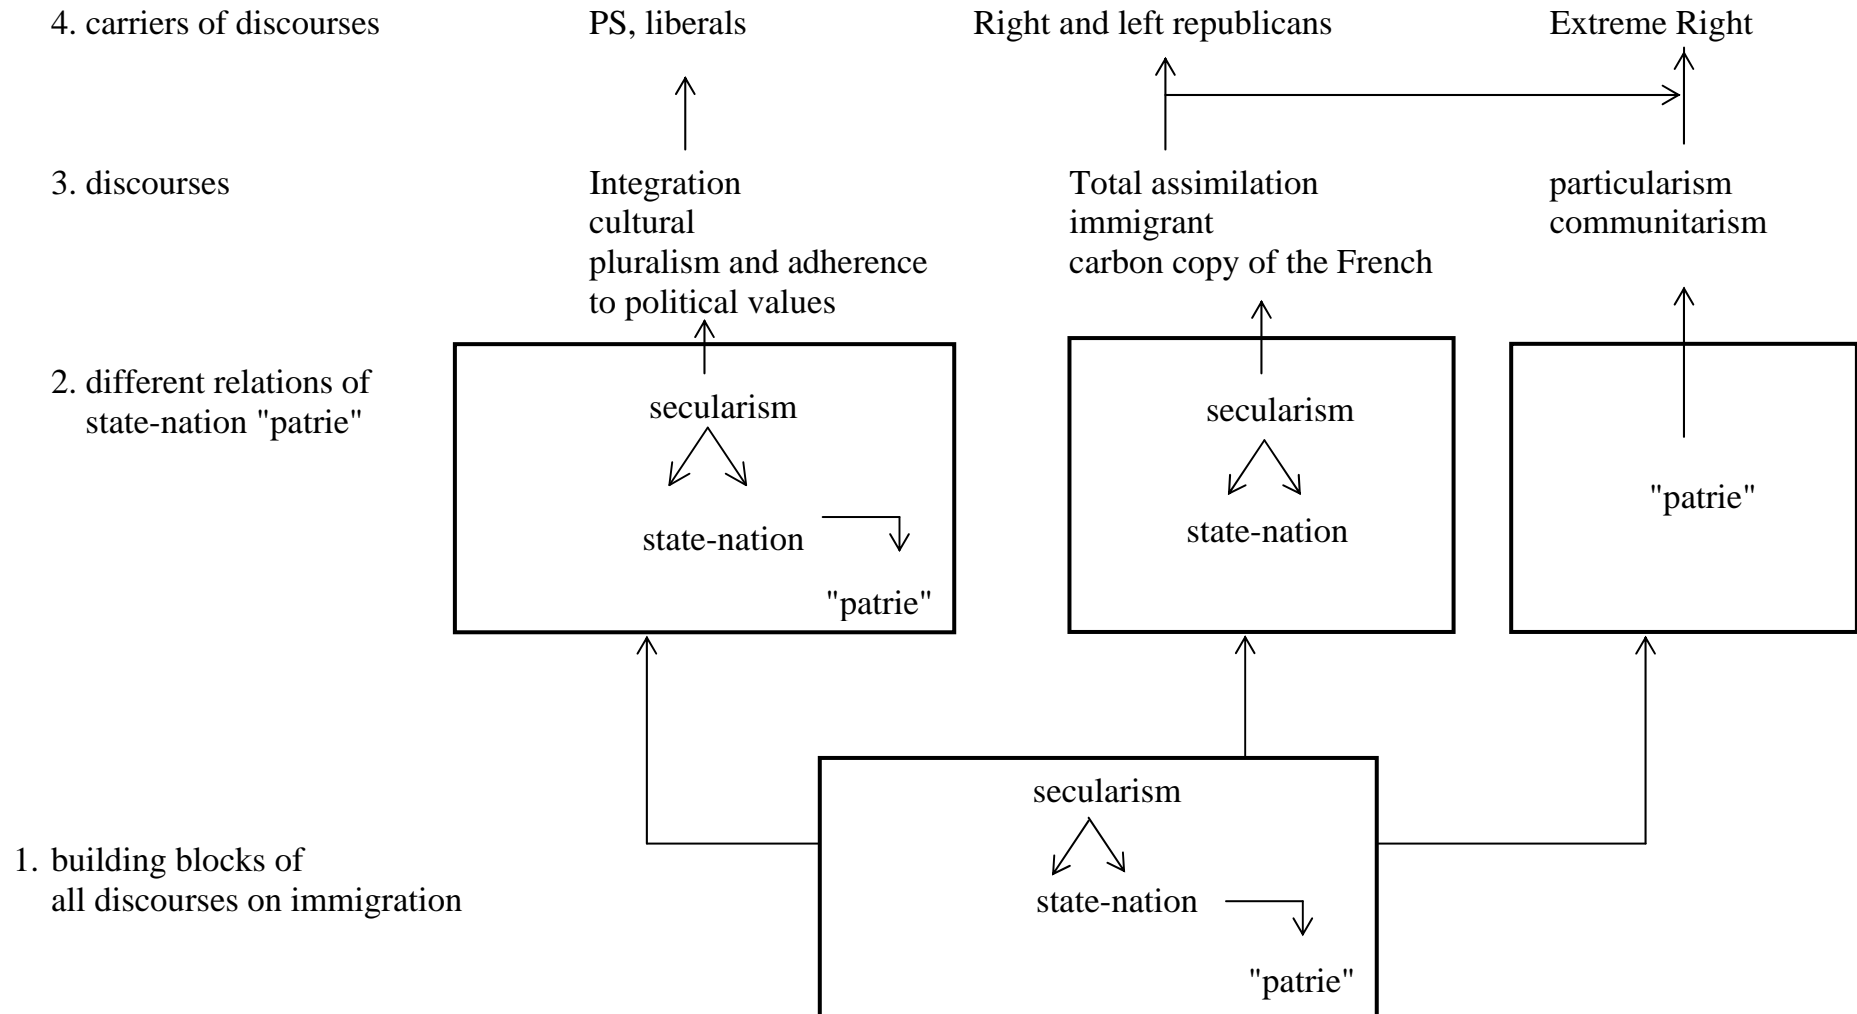 4. carriers of discourses
PS, liberals
Right and left republicans
Extreme Right
3. discourses
Integration
cultural
pluralism and adherence
to political values
Total assimilation
immigrant
carbon copy of the French
particularism
communitarism
2. different relations of
state-nation "patrie"
secularism
state-nation
"patrie"
secularism
state-nation
"patrie"
1. building blocks of
all discourses on immigration
secularism
state-nation
"patrie"